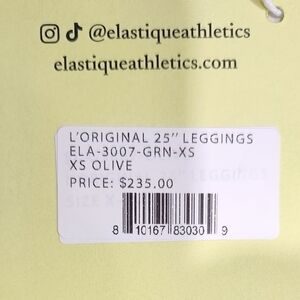 @elastiqueathletics
elastiqueathletics.com
L'ORIGINAL 25" LEGGINGS
ELA-3007-GRN-XS
XS OLIVE
PRICE: $235.00
8 10167 83030 9